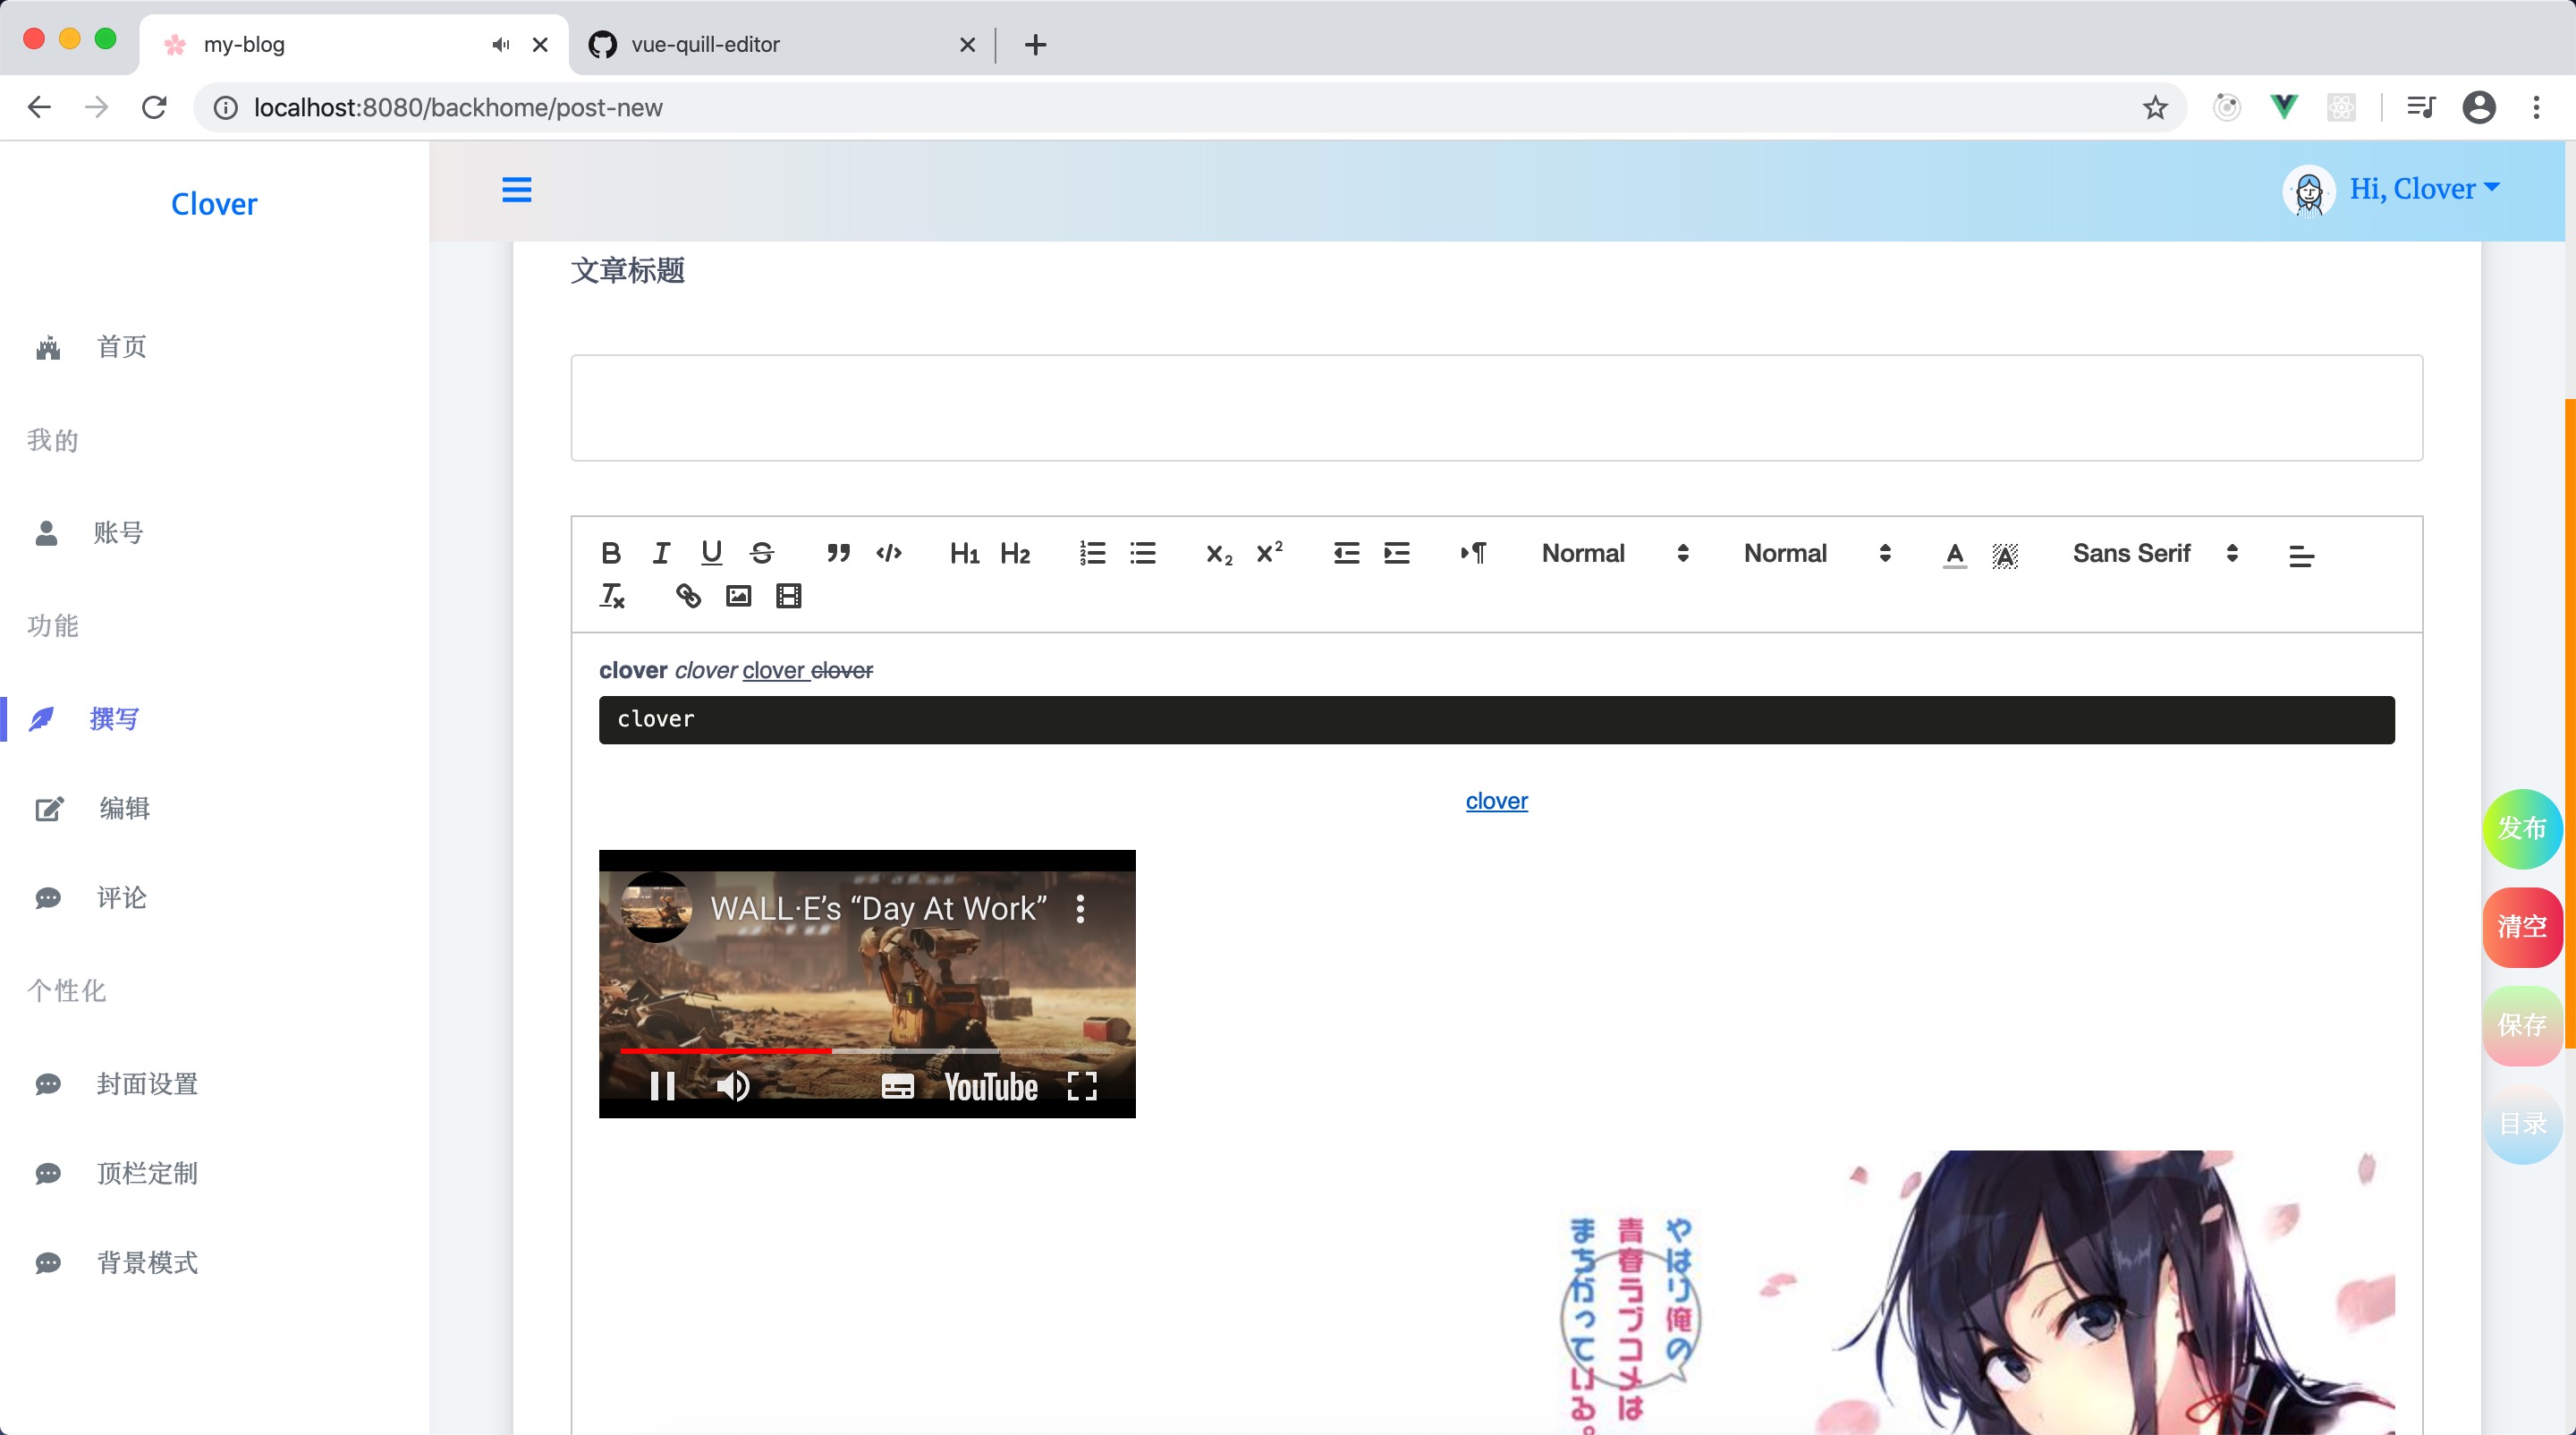 my-blog
vue-quill-editor
localhost:8080/backhome/post-new
Clover
Hi, Clover
首页
我的
账号
功能
撰写
编辑
评论
个性化
封面设置
顶栏定制
背景模式
文章标题
B I U S H1 H2 x2 x2 Normal Normal A A Sans Serif
clover clover clover clover
clover
clover
WALL·E’s “Day At Work”
YouTube
やはり俺の
青春ラブコメは
まちがっている。
发布
清空
保存
目录